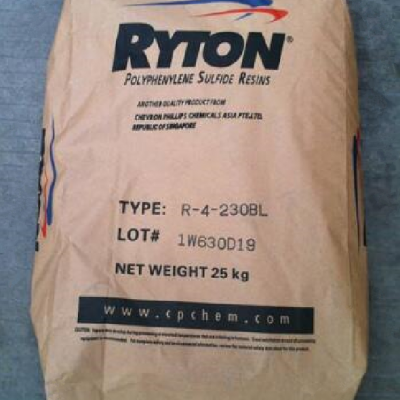 RYTON®
POLYPHENYLENE SULFIDE RESINS
ANOTHER QUALITY PRODUCT FROM
CHEVRON PHILLIPS CHEMICALS ASIA PTE.LTD.
REPUBLIC OF SINGAPORE
TYPE: R-4-230BL
LOT# 1W630D19
NET WEIGHT 25 kg
www.cpchem.com